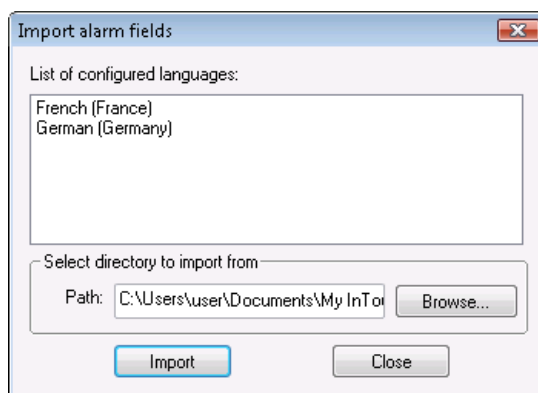 Import alarm fields
List of configured languages:
French (France)
German (Germany)
Select directory to import from
Path: C:\Users\user\Documents\My InTou Browse...
Import Close